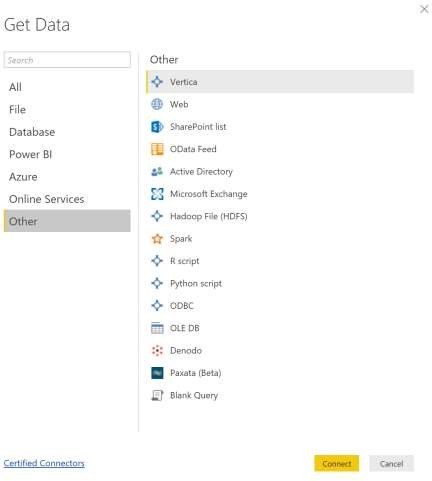 Get Data
Search
All
File
Database
Power BI
Azure
Online Services
Other
Other
Vertica
Web
SharePoint list
OData Feed
Active Directory
Microsoft Exchange
Hadoop File (HDFS)
Spark
R script
Python script
ODBC
OLE DB
Denodo
Paxata (Beta)
Blank Query
Certified Connectors
Connect
Cancel